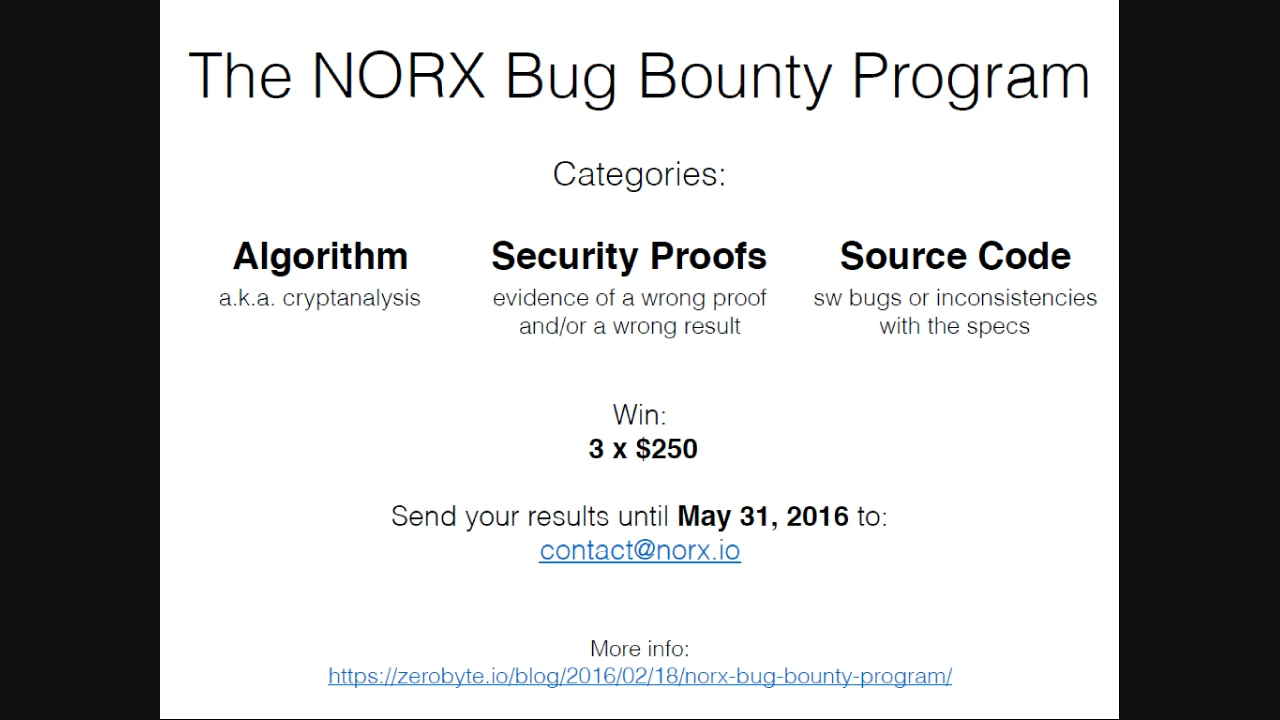 The NORX Bug Bounty Program
Categories:
Algorithm
a.k.a. cryptanalysis
Security Proofs
evidence of a wrong proof
and/or a wrong result
Source Code
sw bugs or inconsistencies
with the specs
Win:
3 x $250
Send your results until May 31, 2016 to:
contact@norx.io
More info:
https://zerobyte.io/blog/2016/02/18/norx-bug-bounty-program/